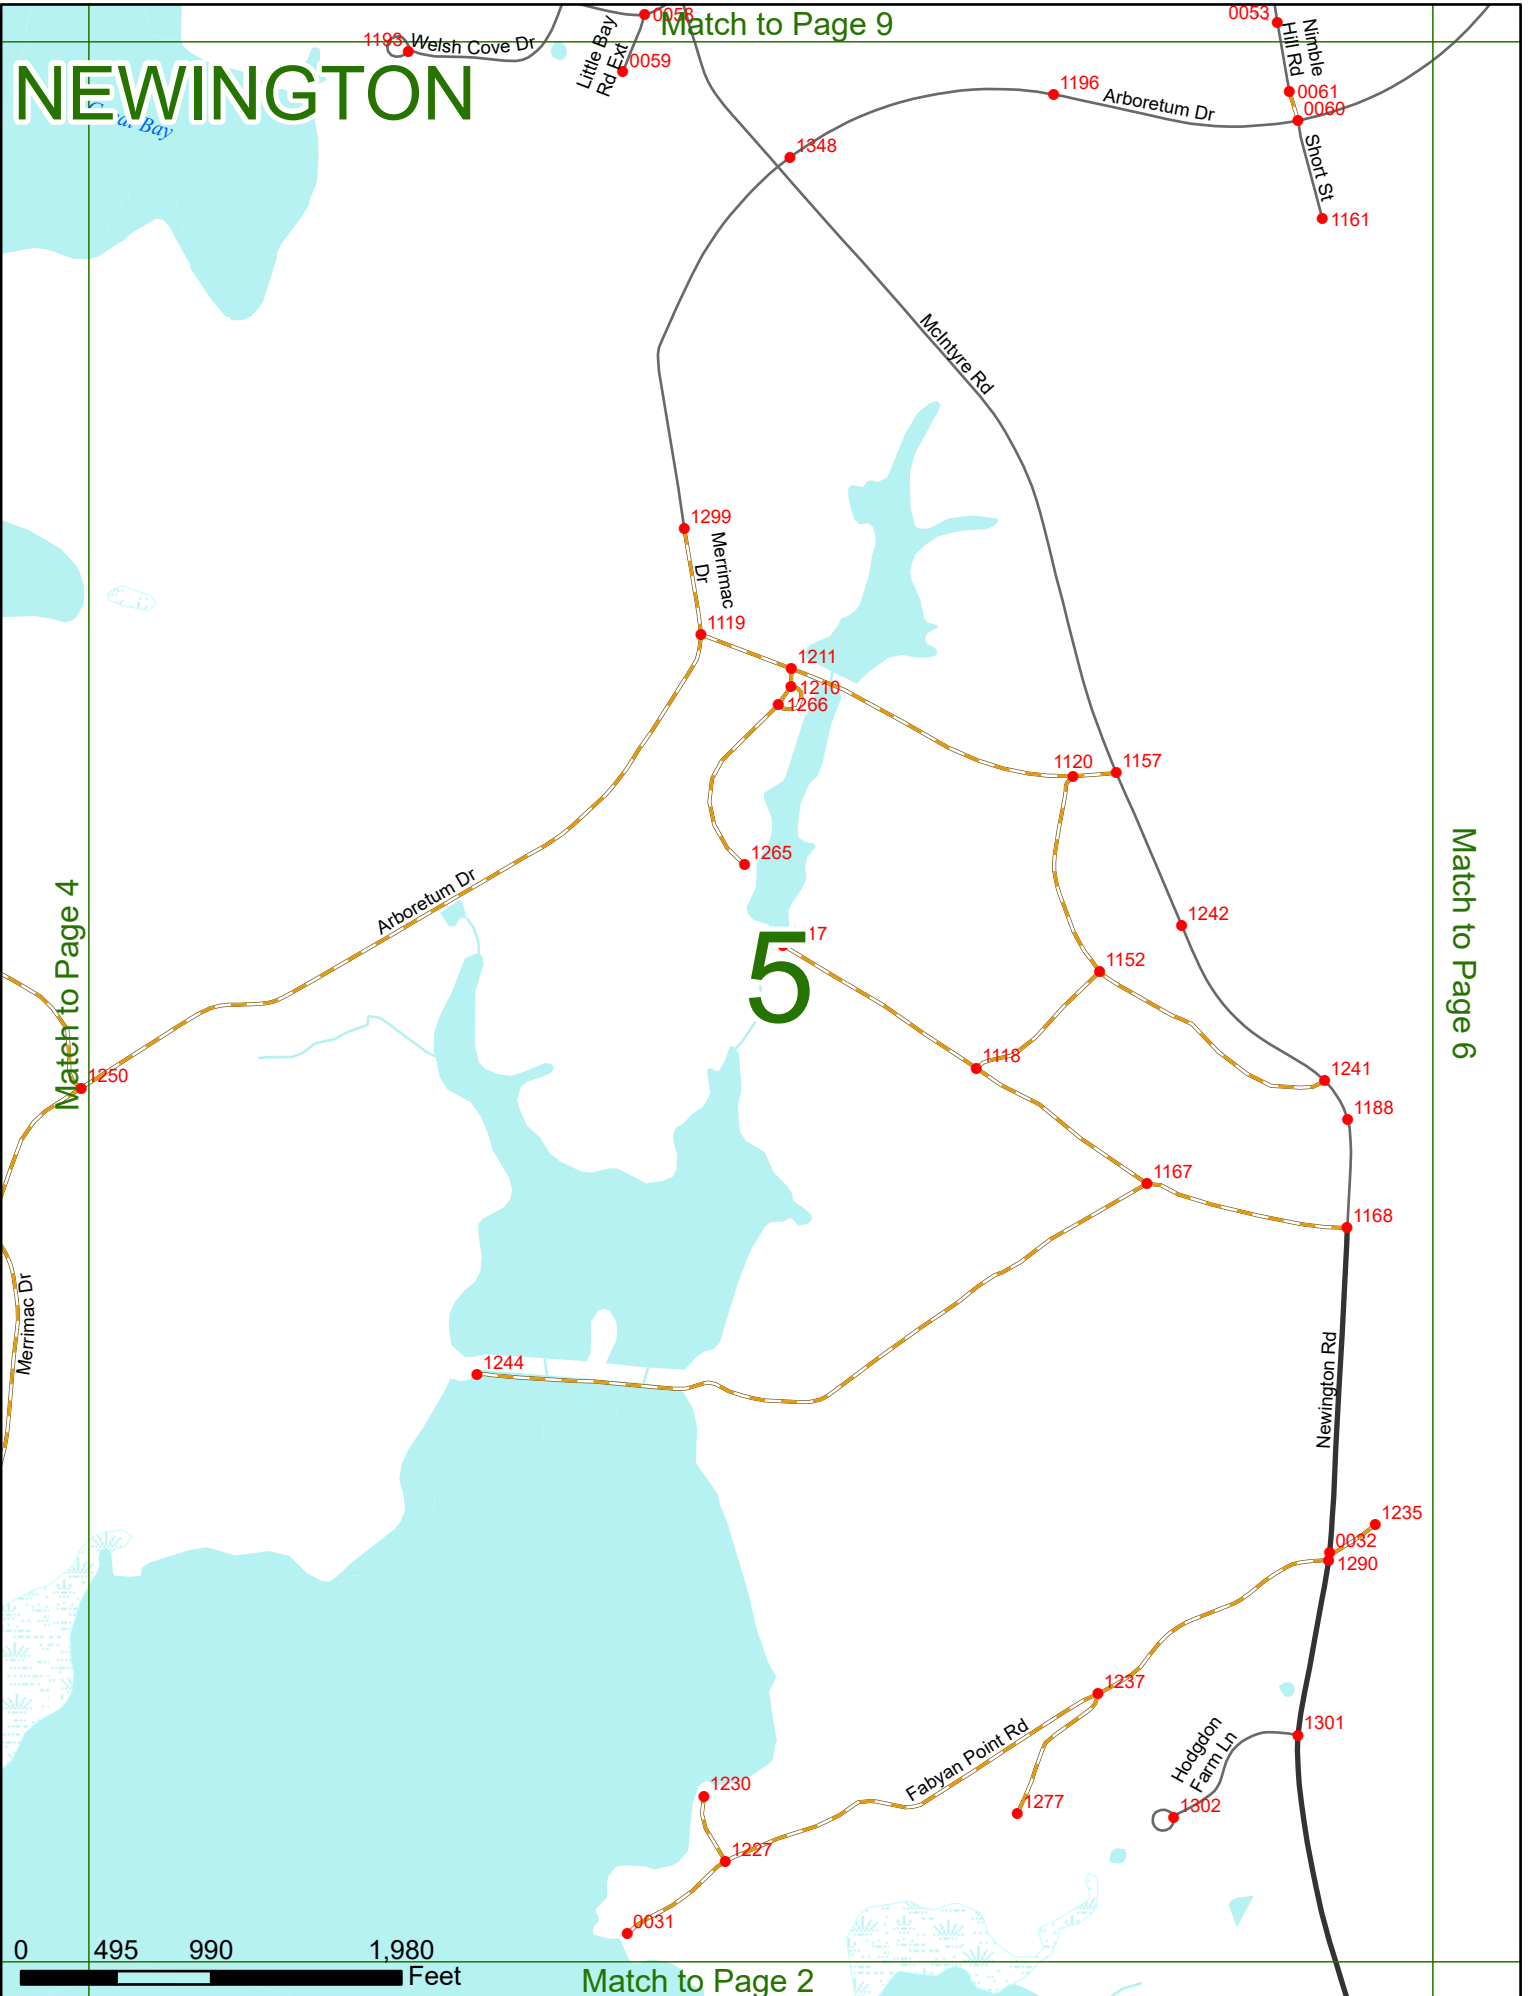 Match to Page 9
0058
0053
1193
Welsh Cove Dr
Little Bay
Rd Ext
0059
Nimble
Hill Rd
NEWINGTON
Bay
1196
Arboretum Dr
0061
0060
1348
Short St
1161
McIntyre Rd
1299
Merrimac
Dr
1119
1211
1210
1266
1120
1157
1265
Arboretum Dr
Match to Page 4
Match to Page 6
1242
17
5
1152
1118
1250
1241
1188
1167
1168
Merrimac Dr
Newington Rd
1244
1235
0032
1290
1237
1301
Hodgdon
Farm Ln
Fabyan Point Rd
1230
1277
1302
1227
0031
0 495 990 1,980
Feet
Match to Page 2